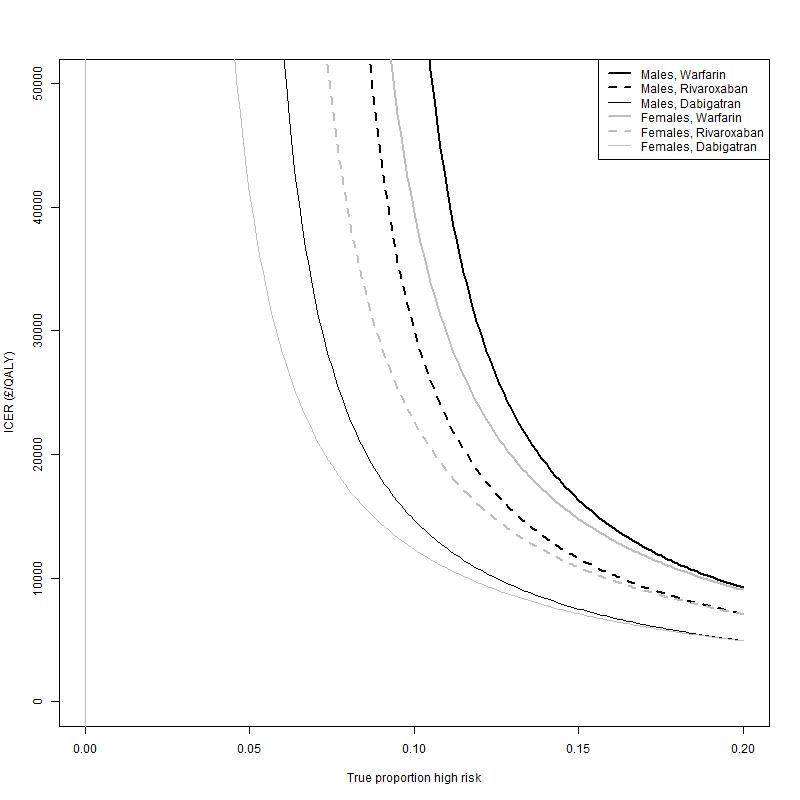 Males, Warfarin
Males, Rivaroxaban
Males, Dabigatran
Females, Warfarin
Females, Rivaroxaban
Females, Dabigatran
50000
40000
30000
20000
10000
0
ICER (£/QALY)
0.00 0.05 0.10 0.15 0.20
True proportion high risk